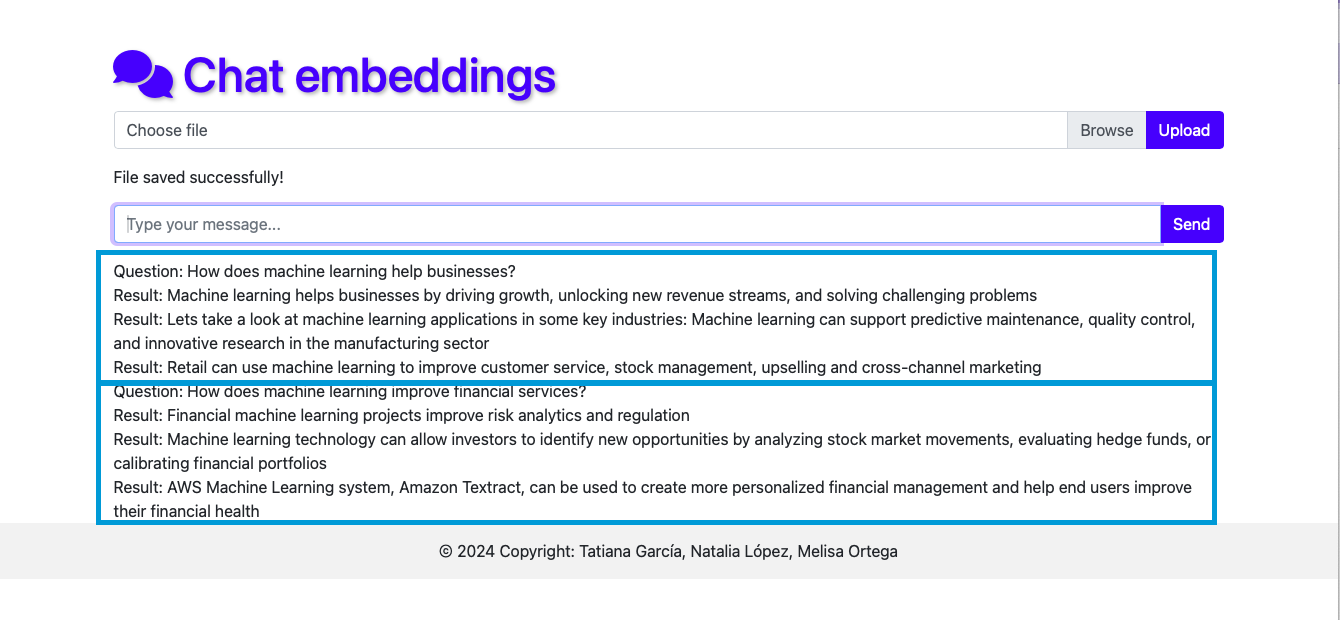 Chat embeddings
Choose file
Browse
Upload
File saved successfully!
Type your message...
Send
Question: How does machine learning help businesses?
Result: Machine learning helps businesses by driving growth, unlocking new revenue streams, and solving challenging problems
Result: Lets take a look at machine learning applications in some key industries: Machine learning can support predictive maintenance, quality control,
and innovative research in the manufacturing sector
Result: Retail can use machine learning to improve customer service, stock management, upselling and cross-channel marketing
Question: How does machine learning improve financial services?
Result: Financial machine learning projects improve risk analytics and regulation
Result: Machine learning technology can allow investors to identify new opportunities by analyzing stock market movements, evaluating hedge funds, or
calibrating financial portfolios
Result: AWS Machine Learning system, Amazon Textract, can be used to create more personalized financial management and help end users improve
their financial health
© 2024 Copyright: Tatiana García, Natalia López, Melisa Ortega